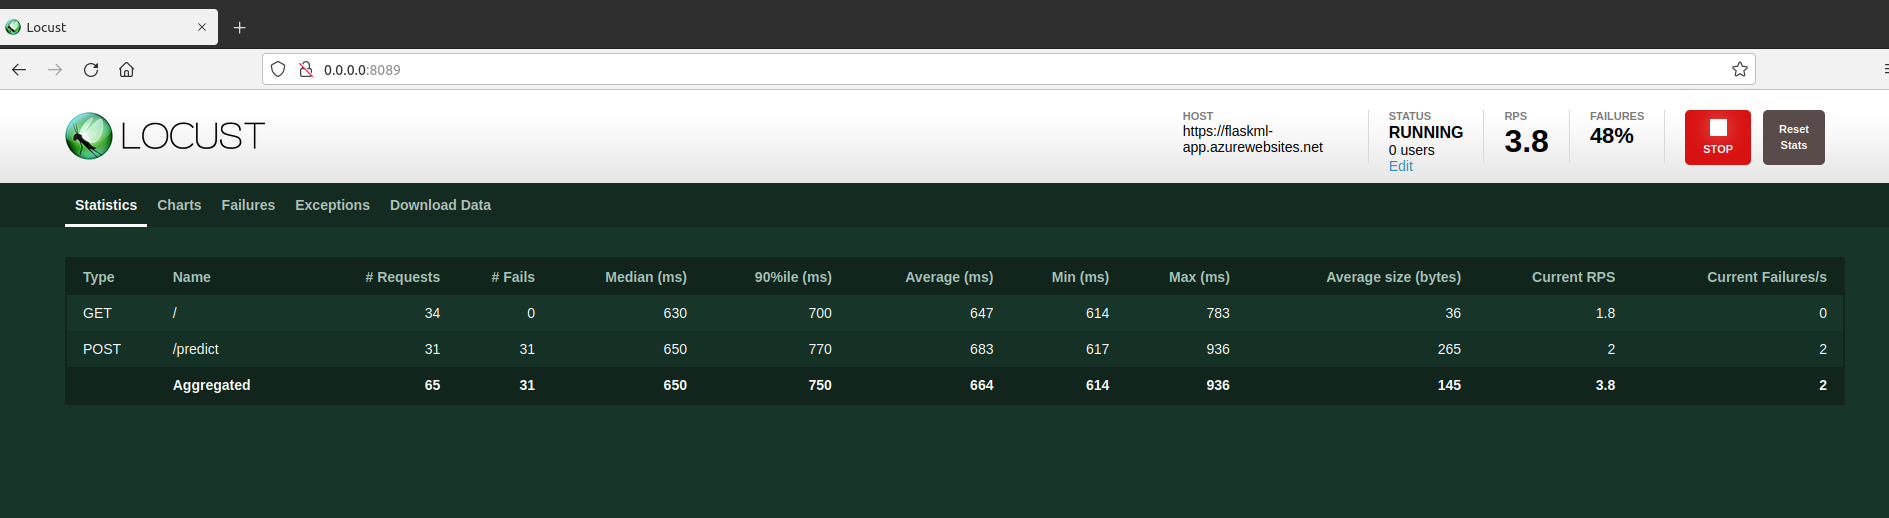 Locust
0.0.0.0:8089
LOCUST
HOST
https://flaskml-
app.azurewebsites.net
STATUS
RUNNING
0 users
Edit
RPS
3.8
FAILURES
48%
STOP
Reset
Stats
Statistics Charts Failures Exceptions Download Data
Type Name # Requests # Fails Median (ms) 90%ile (ms) Average (ms) Min (ms) Max (ms) Average size (bytes) Current RPS Current Failures/s
GET / 34 0 630 700 647 614 783 36 1.8 0
POST /predict 31 31 650 770 683 617 936 265 2 2
Aggregated 65 31 650 750 664 614 936 145 3.8 2